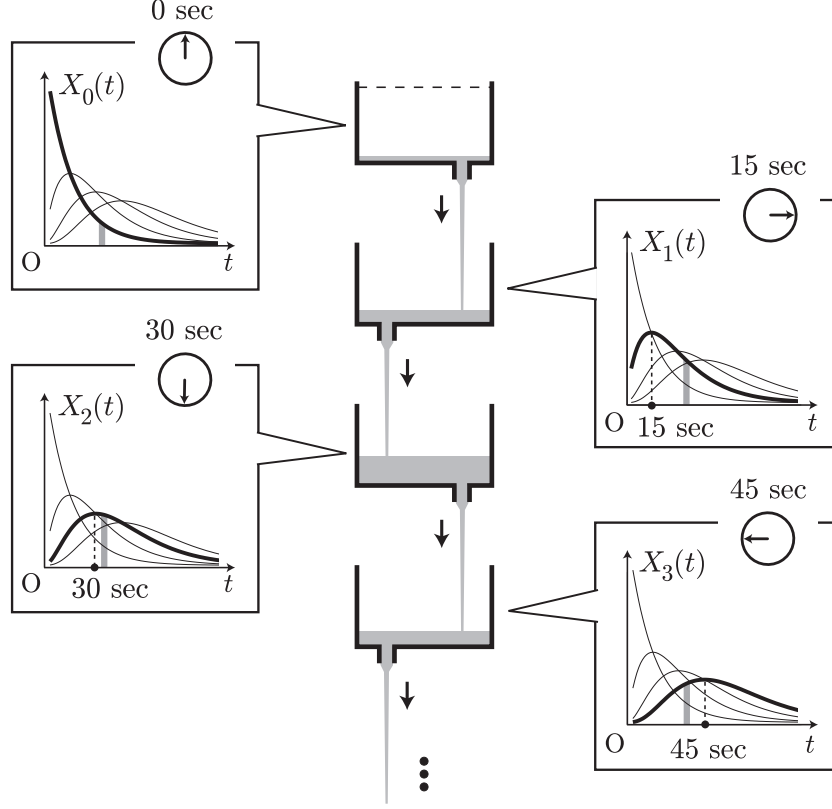 0 sec
X₀(t)
O
t
15 sec
X₁(t)
O
15 sec
t
30 sec
X₂(t)
O
30 sec
t
45 sec
X₃(t)
O
45 sec
t